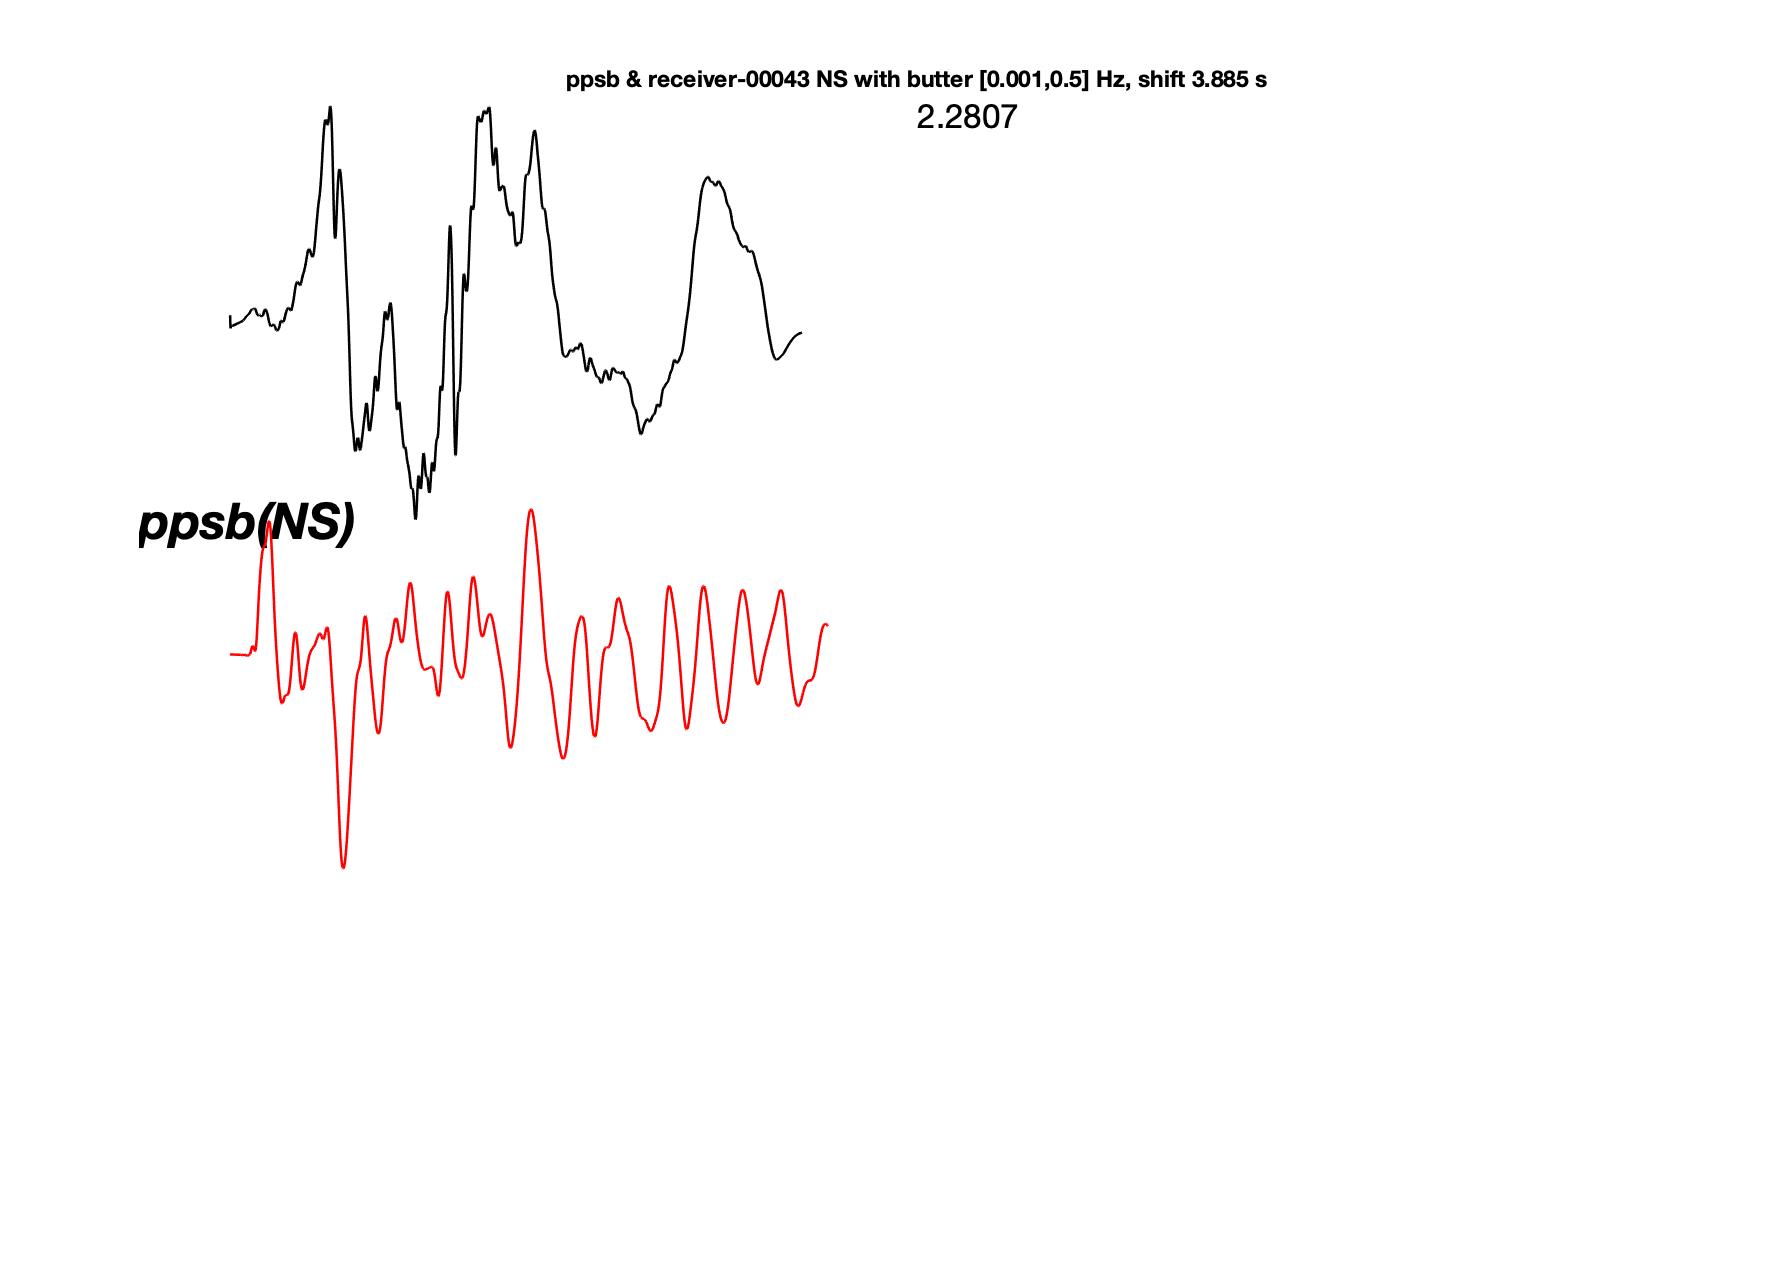 ppsb & receiver-00043 NS with butter [0.001,0.5] Hz, shift 3.885 s
2.2807
ppsb(NS)